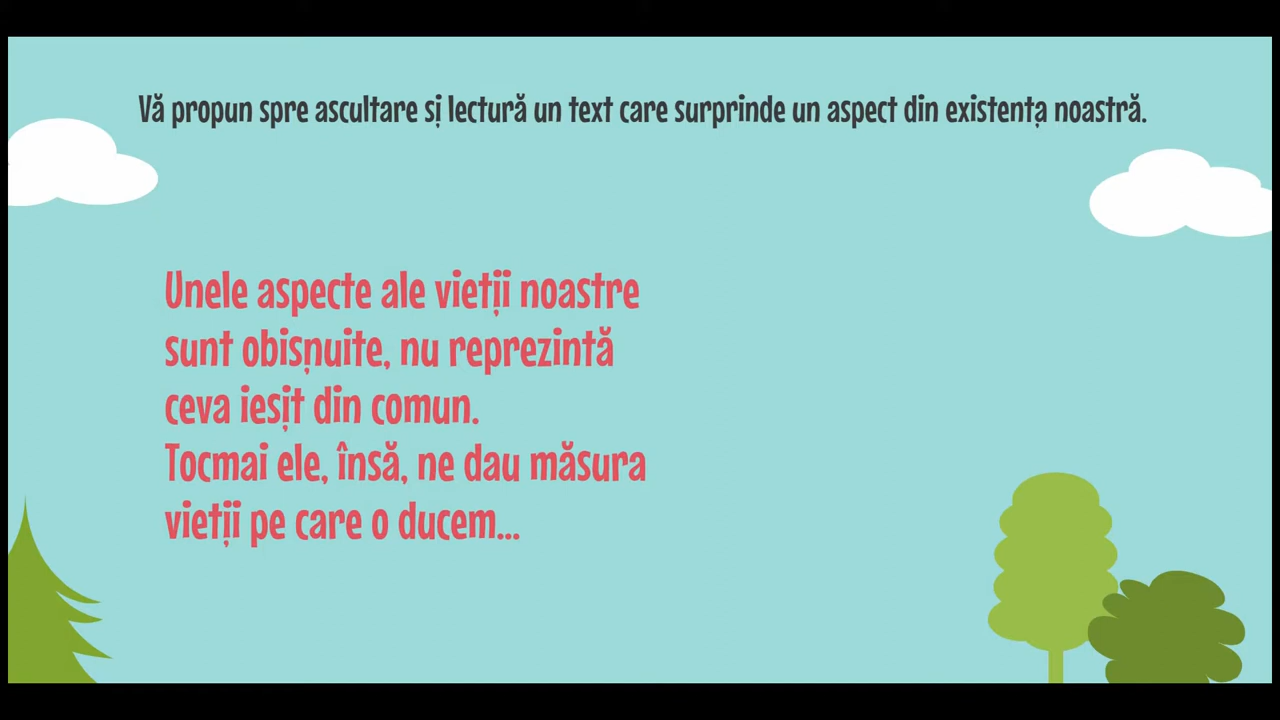 Vă propun spre ascultare și lectură un text care surprinde un aspect din existența noastră.
Unele aspecte ale vieții noastre
sunt obișnuite, nu reprezintă
ceva ieșit din comun.
Tocmai ele, însă, ne dau măsura
vieții pe care o ducem...